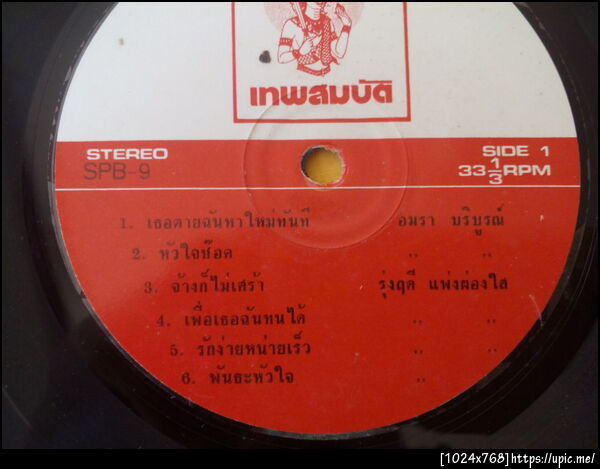 เทพสมบัติ
STEREO
SIDE 1
SPB-9
33 1/3 RPM
1. เธอตายฉันหาใหม่ทันที อมรา บริบูรณ์
2. หัวใจช๊อต " "
3. จ้างก็ไม่เศร้า รุ่งฤดี แพ่งผ่องใส
4. เพื่อเธอฉันทนได้ " "
5. รักง่ายหน่ายเร็ว " "
6. พันธะหัวใจ "
[1024x768]https://upic.me/